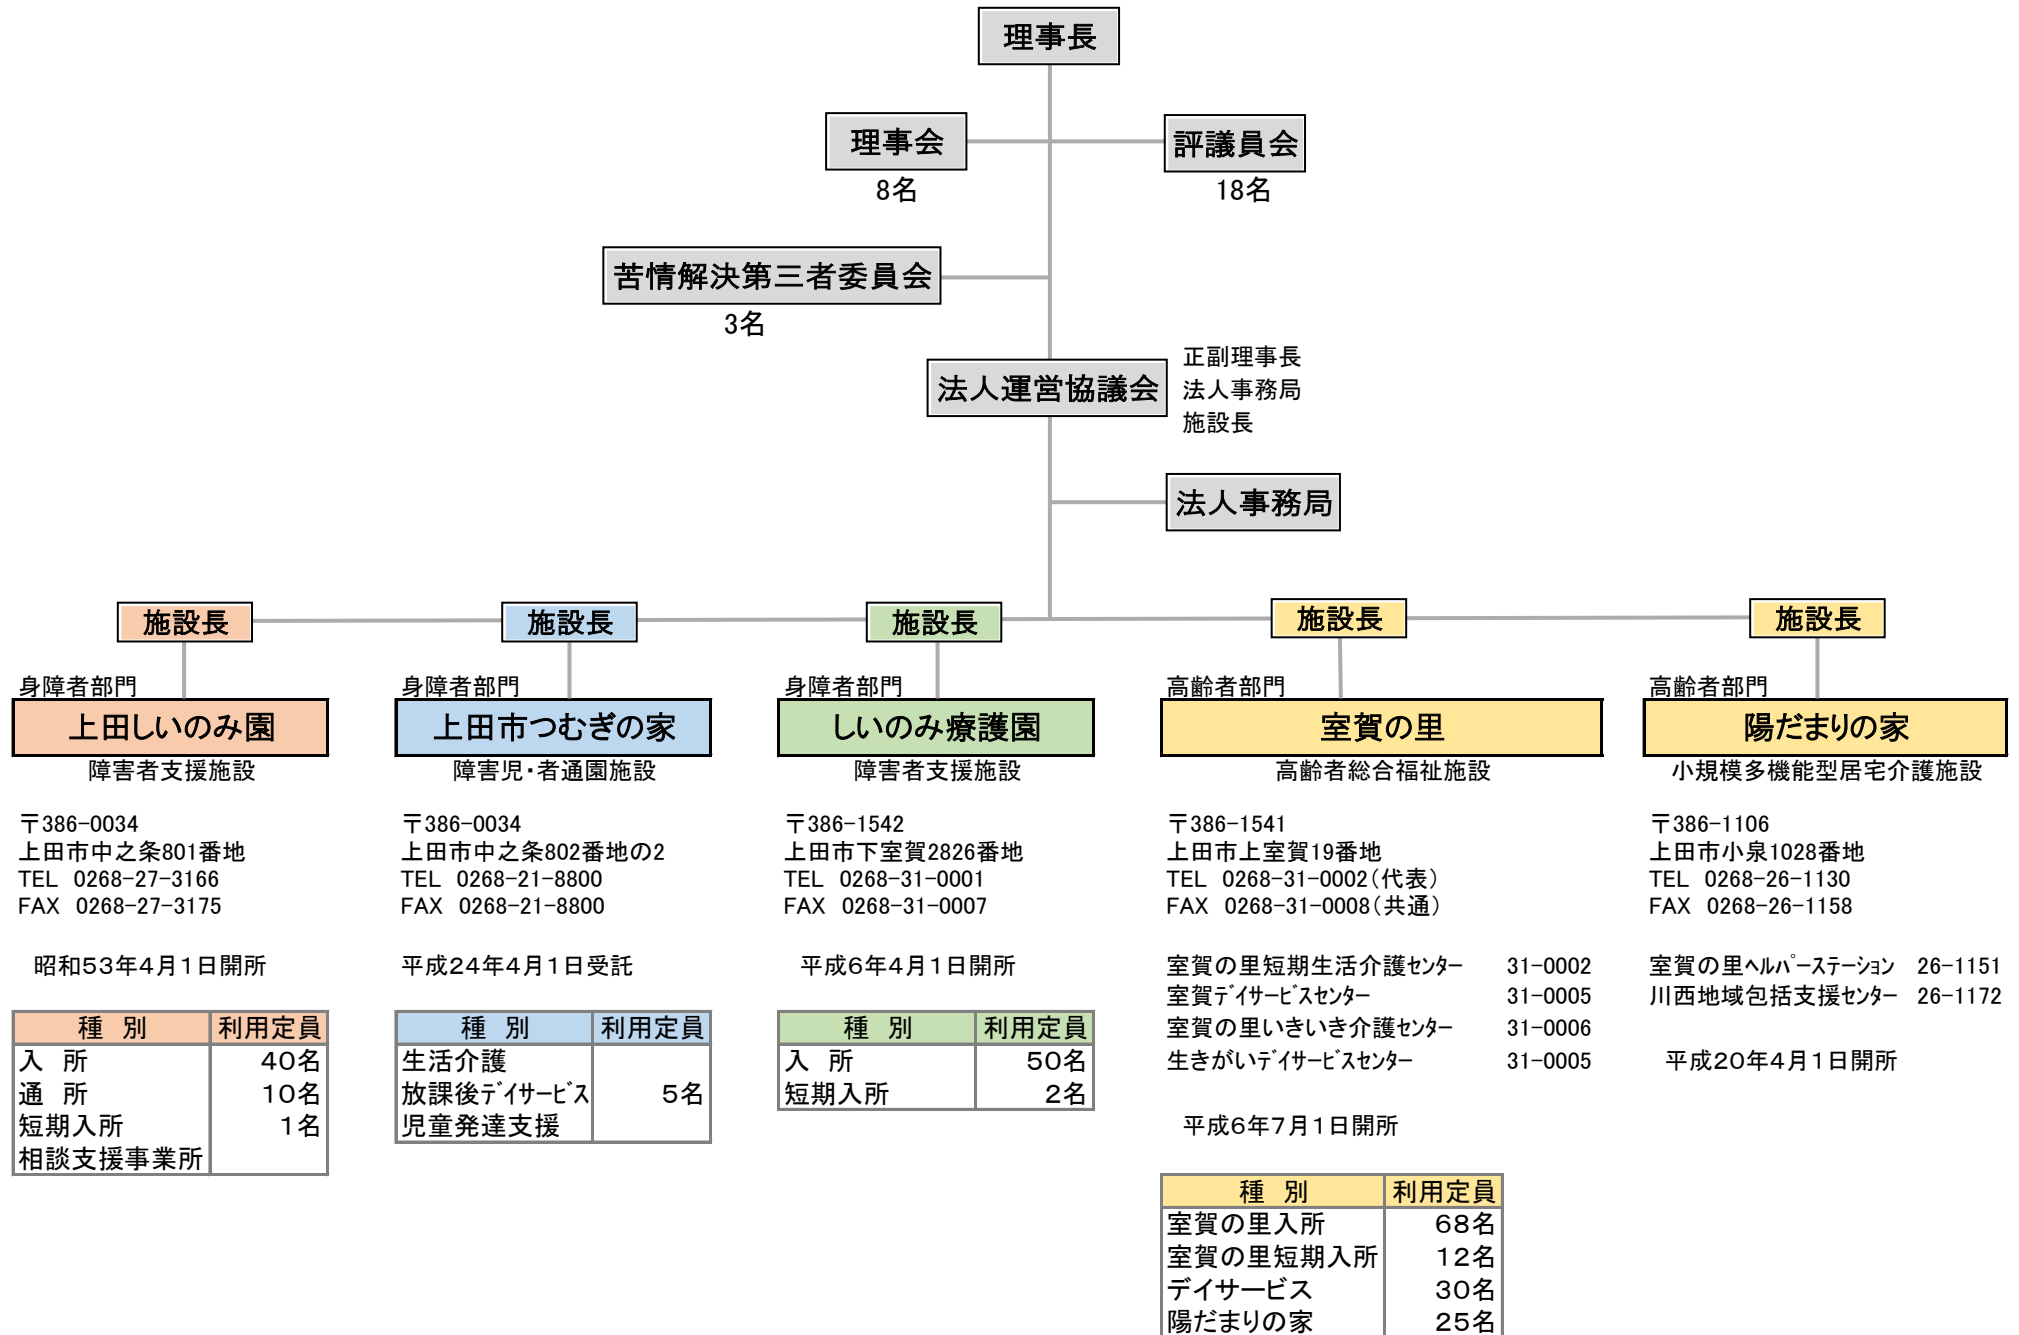 理事長
理事会
評議員会
8名
18名
苦情解決第三者委員会
3名
法人運営協議会
正副理事長
法人事務局
施設長
法人事務局
施設長
身障者部門
上田しいのみ園
障害者支援施設
〒386-0034
上田市中之条801番地
TEL 0268-27-3166
FAX 0268-27-3175
昭和53年4月1日開所
種 別 利用定員
入 所 40名
通 所 10名
短期入所 1名
相談支援事業所
施設長
身障者部門
上田市つむぎの家
障害児・者通園施設
〒386-0034
上田市中之条802番地の2
TEL 0268-21-8800
FAX 0268-21-8800
平成24年4月1日受託
種 別 利用定員
生活介護
放課後デイサービス 5名
児童発達支援
施設長
身障者部門
しいのみ療護園
障害者支援施設
〒386-1542
上田市下室賀2826番地
TEL 0268-31-0001
FAX 0268-31-0007
平成6年4月1日開所
種 別 利用定員
入 所 50名
短期入所 2名
施設長
高齢者部門
室賀の里
高齢者総合福祉施設
〒386-1541
上田市上室賀19番地
TEL 0268-31-0002(代表)
FAX 0268-31-0008(共通)
室賀の里短期生活介護センター 31-0002
室賀デイサービスセンター 31-0005
室賀の里いきいき介護センター 31-0006
生きがいデイサービスセンター 31-0005
平成6年7月1日開所
種 別 利用定員
室賀の里入所 68名
室賀の里短期入所 12名
デイサービス 30名
陽だまりの家 25名
施設長
高齢者部門
陽だまりの家
小規模多機能型居宅介護施設
〒386-1106
上田市小泉1028番地
TEL 0268-26-1130
FAX 0268-26-1158
室賀の里ヘルパーステーション 26-1151
川西地域包括支援センター 26-1172
平成20年4月1日開所